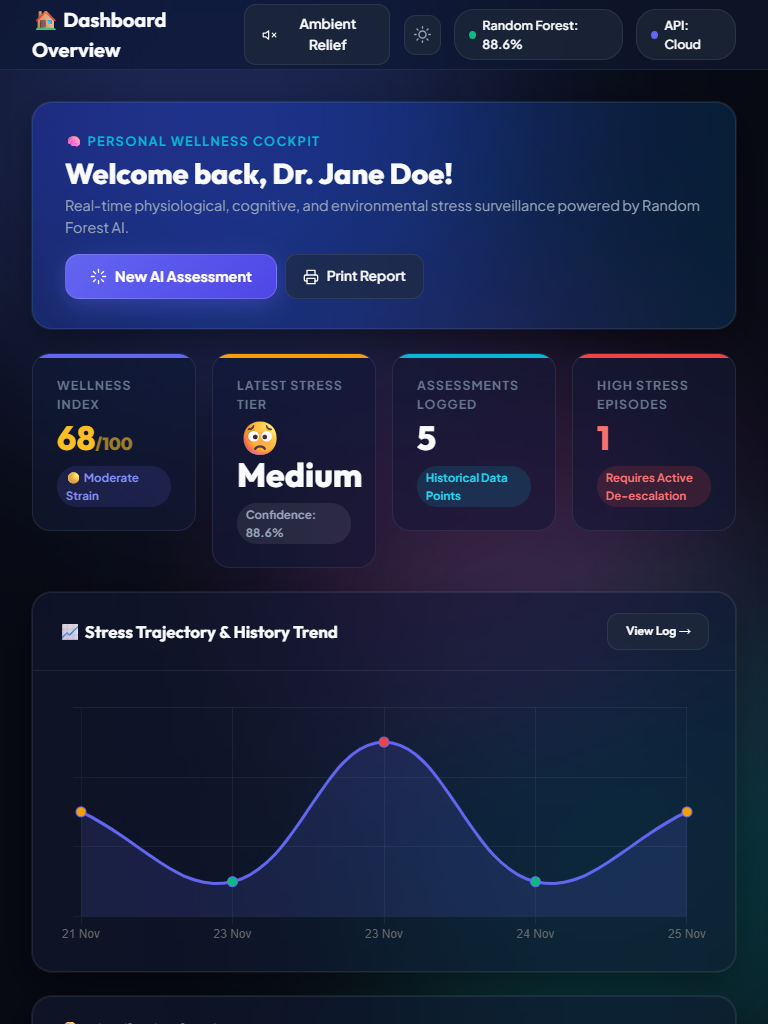 🏠 Dashboard
Overview
Ambient
Relief
Random Forest:
88.6%
API:
Cloud
🧠 PERSONAL WELLNESS COCKPIT
Welcome back, Dr. Jane Doe!
Real-time physiological, cognitive, and environmental stress surveillance powered by Random
Forest AI.
New AI Assessment
Print Report
WELLNESS
INDEX
68/100
🟡 Moderate
Strain
LATEST STRESS
TIER
😟
Medium
Confidence:
88.6%
ASSESSMENTS
LOGGED
5
Historical Data
Points
HIGH STRESS
EPISODES
1
Requires Active
De-escalation
📈 Stress Trajectory & History Trend
View Log →
21 Nov
23 Nov
23 Nov
24 Nov
25 Nov